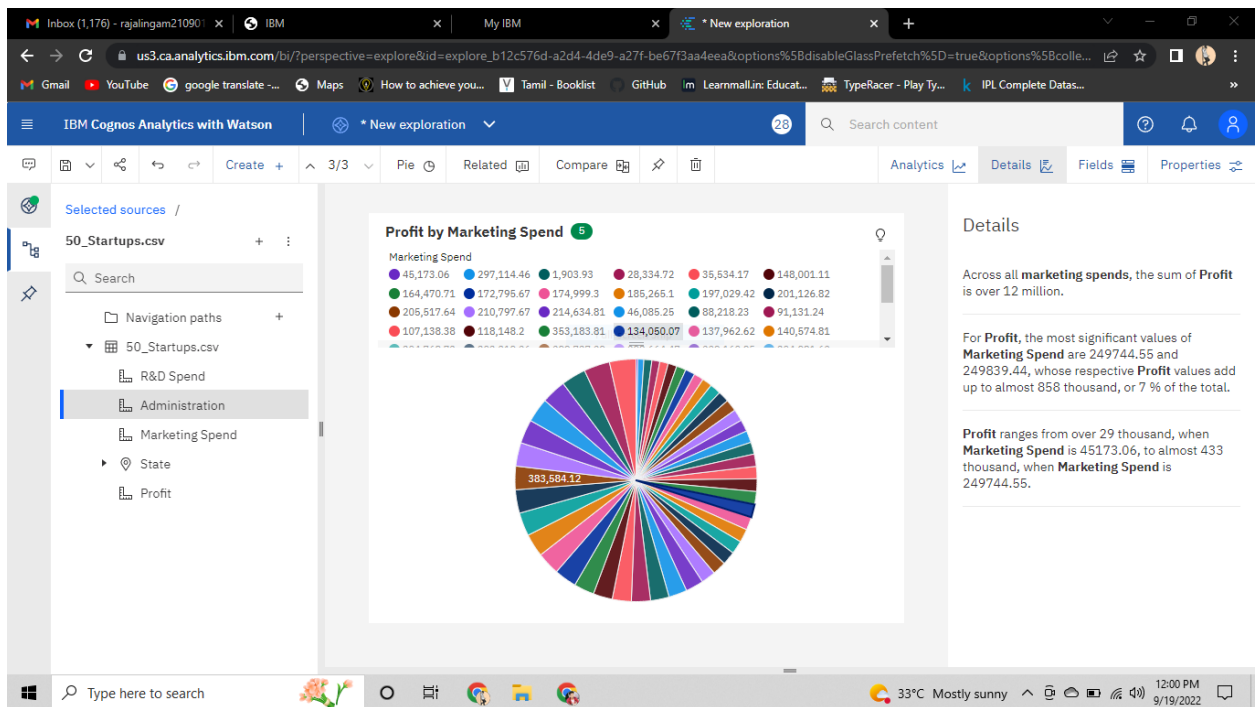 Inbox (1,176) - rajalingam210901
IBM
My IBM
* New exploration
us3.ca.analytics.ibm.com/bi/?perspective=explore&id=explore_b12c576d-a2d4-4de9-a27f-be67f3aa4eea&options%5BdisableGlassPrefetch%5D=true&options%5Bcolle...
Gmail YouTube google translate -... Maps How to achieve you... Tamil - Booklist GitHub Learnmall.in: Educat... TypeRacer - Play Ty... IPL Complete Datas... »
IBM Cognos Analytics with Watson * New exploration 28 Search content
Create + 3/3 Pie Related Compare Analytics Details Fields Properties
Selected sources /
50_Startups.csv
Search
Navigation paths +
50_Startups.csv
R&D Spend
Administration
Marketing Spend
State
Profit
Profit by Marketing Spend 5
Marketing Spend
45,173.06 297,114.46 1,903.93 28,334.72 35,534.17 148,001.11
164,470.71 172,795.67 174,999.3 185,265.1 197,029.42 201,126.82
205,517.64 210,797.67 214,634.81 46,085.25 88,218.23 91,131.24
107,138.38 118,148.2 353,183.81 134,050.07 137,962.62 140,574.81
383,584.12
Details
Across all marketing spends, the sum of Profit
is over 12 million.
For Profit, the most significant values of
Marketing Spend are 249744.55 and
249839.44, whose respective Profit values add
up to almost 858 thousand, or 7 % of the total.
Profit ranges from over 29 thousand, when
Marketing Spend is 45173.06, to almost 433
thousand, when Marketing Spend is
249744.55.
Type here to search
33°C Mostly sunny
12:00 PM
9/19/2022